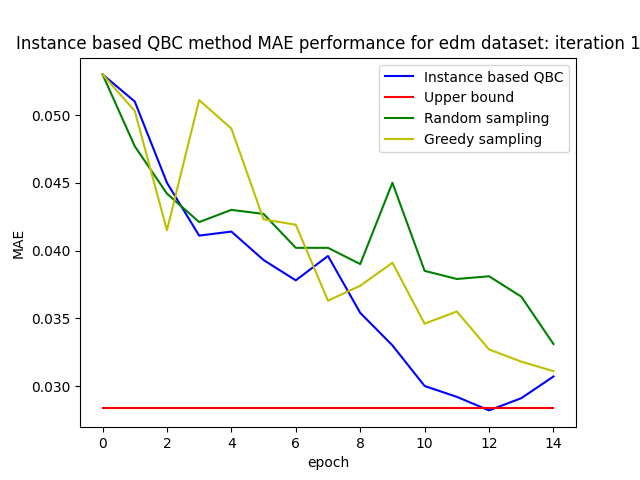 Instance based QBC method MAE performance for edm dataset: iteration 1
Instance based QBC
Upper bound
Random sampling
Greedy sampling
0.050
0.045
0.040
0.035
0.030
MAE
0 2 4 6 8 10 12 14
epoch